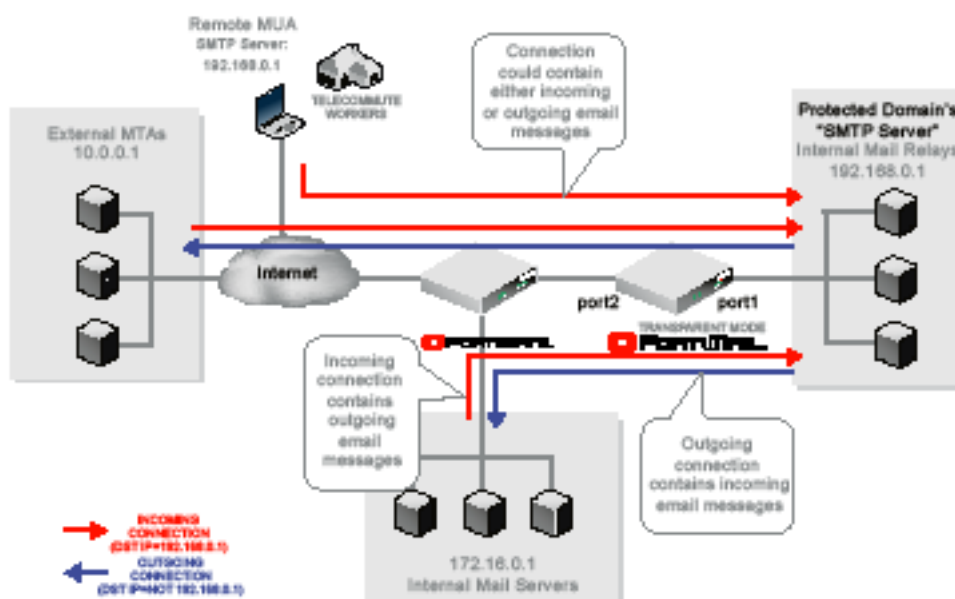 Remote MUA
SMTP Server:
192.168.0.1
TELECOMMUTE
WORKERS
Connection
could contain
either incoming
or outgoing email
messages
External MTAs
10.0.0.1
Protected Domain's
"SMTP Server"
Internal Mail Relays
192.168.0.1
Internet
port2
port1
TRANSPARENT MODE
Incoming
connection
contains
outgoing
email
messages
Outgoing
connection
contains incoming
email messages
INCOMING
CONNECTION
(DST IP=192.168.0.1)
OUTGOING
CONNECTION
(DST IP=NOT 192.168.0.1)
172.16.0.1
Internal Mail Servers